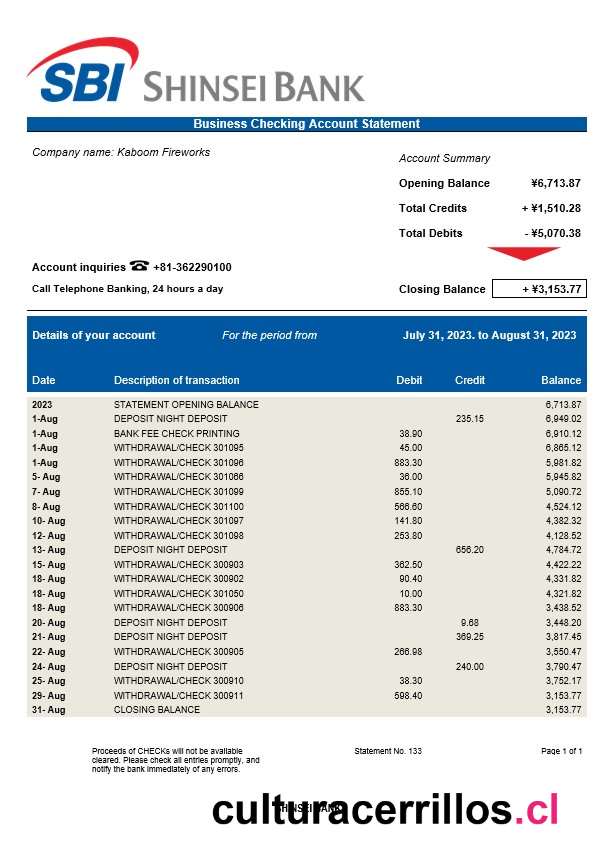 SBI SHINSEI BANK
Business Checking Account Statement
Company name: Kaboom Fireworks
Account Summary
Opening Balance ¥6,713.87
Total Credits + ¥1,510.28
Total Debits - ¥5,070.38
Account inquiries ☎ +81-362290100
Call Telephone Banking, 24 hours a day
Closing Balance + ¥3,153.77
Details of your account For the period from July 31, 2023. to August 31, 2023
Date Description of transaction Debit Credit Balance
2023 STATEMENT OPENING BALANCE 6,713.87
1-Aug DEPOSIT NIGHT DEPOSIT 235.15 6,949.02
1-Aug BANK FEE CHECK PRINTING 38.90 6,910.12
1-Aug WITHDRAWAL/CHECK 301095 45.00 6,865.12
1-Aug WITHDRAWAL/CHECK 301096 883.30 5,981.82
5- Aug WITHDRAWAL/CHECK 301066 36.00 5,945.82
7- Aug WITHDRAWAL/CHECK 301099 855.10 5,090.72
8- Aug WITHDRAWAL/CHECK 301100 566.60 4,524.12
10- Aug WITHDRAWAL/CHECK 301097 141.80 4,382.32
12- Aug WITHDRAWAL/CHECK 301098 253.80 4,128.52
13- Aug DEPOSIT NIGHT DEPOSIT 656.20 4,784.72
15- Aug WITHDRAWAL/CHECK 300903 362.50 4,422.22
18- Aug WITHDRAWAL/CHECK 300902 90.40 4,331.82
18- Aug WITHDRAWAL/CHECK 301050 10.00 4,321.82
18- Aug WITHDRAWAL/CHECK 300906 883.30 3,438.52
20- Aug DEPOSIT NIGHT DEPOSIT 9.68 3,448.20
21- Aug DEPOSIT NIGHT DEPOSIT 369.25 3,817.45
22- Aug WITHDRAWAL/CHECK 300905 266.98 3,550.47
24- Aug DEPOSIT NIGHT DEPOSIT 240.00 3,790.47
25- Aug WITHDRAWAL/CHECK 300910 38.30 3,752.17
29- Aug WITHDRAWAL/CHECK 300911 598.40 3,153.77
31- Aug CLOSING BALANCE 3,153.77
Proceeds of CHECKs will not be available
cleared. Please check all entries promptly, and
notify the bank immediately of any errors.
Statement No. 133
Page 1 of 1
SHINSEI BANK
culturacerrillos.cl